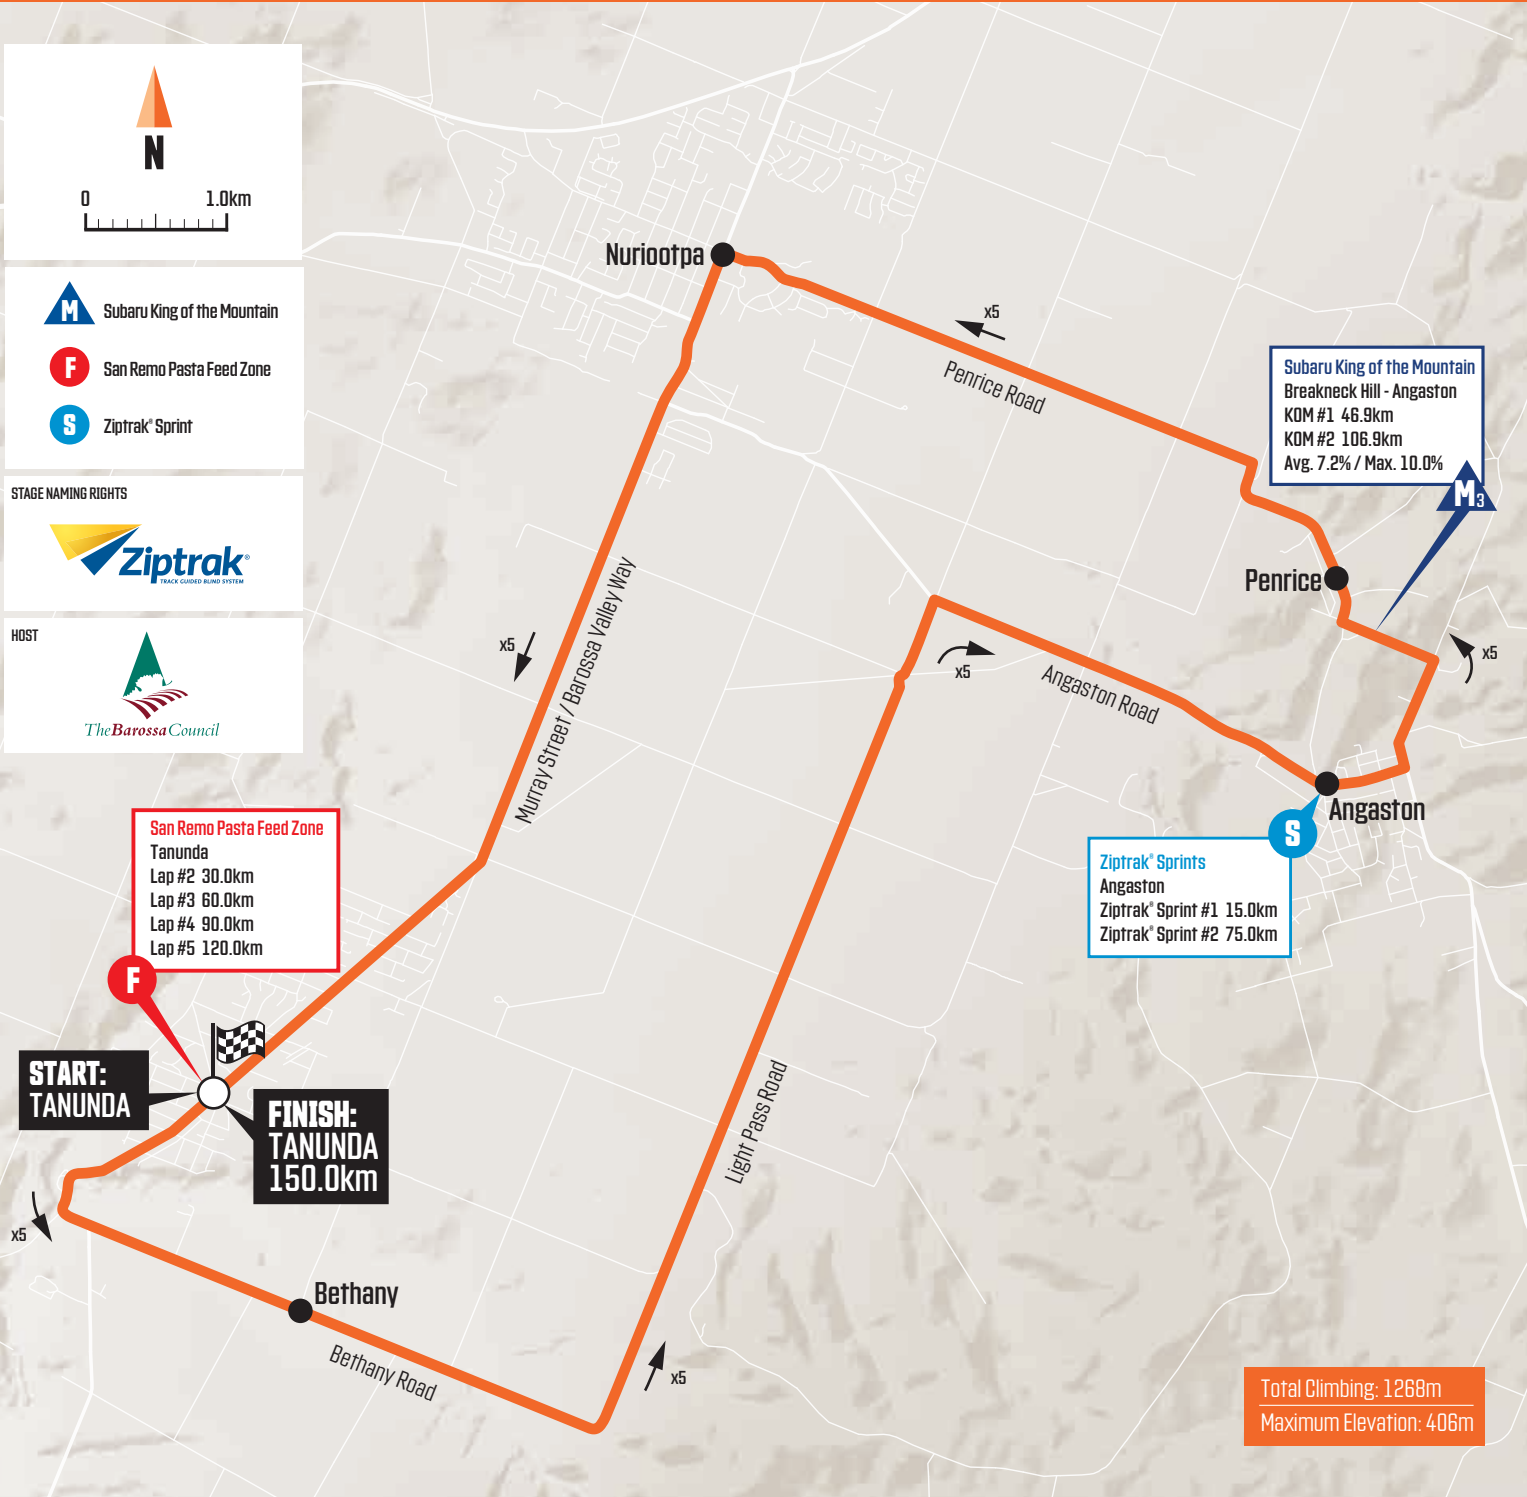 N
0 1.0km
M Subaru King of the Mountain
F San Remo Pasta Feed Zone
S Ziptrak® Sprint
STAGE NAMING RIGHTS
Ziptrak®
TRACK GUIDED BLIND SYSTEM
HOST
The Barossa Council
Nuriootpa
x5
Penrice Road
Subaru King of the Mountain
Breakneck Hill - Angaston
KOM #1 46.9km
KOM #2 106.9km
Avg. 7.2% / Max. 10.0%
M3
Penrice
x5
Murray Street / Barossa Valley Way
x5
x5
Angaston Road
Angaston
S
Ziptrak® Sprints
Angaston
Ziptrak® Sprint #1 15.0km
Ziptrak® Sprint #2 75.0km
San Remo Pasta Feed Zone
Tanunda
Lap #2 30.0km
Lap #3 60.0km
Lap #4 90.0km
Lap #5 120.0km
F
START:
TANUNDA
FINISH:
TANUNDA
150.0km
Light Pass Road
x5
Bethany
Bethany Road
x5
Total Climbing: 1268m
Maximum Elevation: 406m